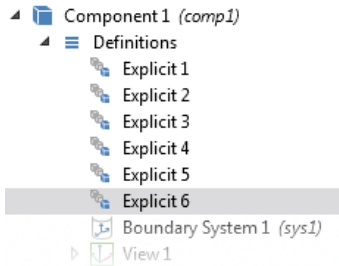 Component 1 (comp1)
Definitions
Explicit 1
Explicit 2
Explicit 3
Explicit 4
Explicit 5
Explicit 6
Boundary System 1 (sys1)
View 1